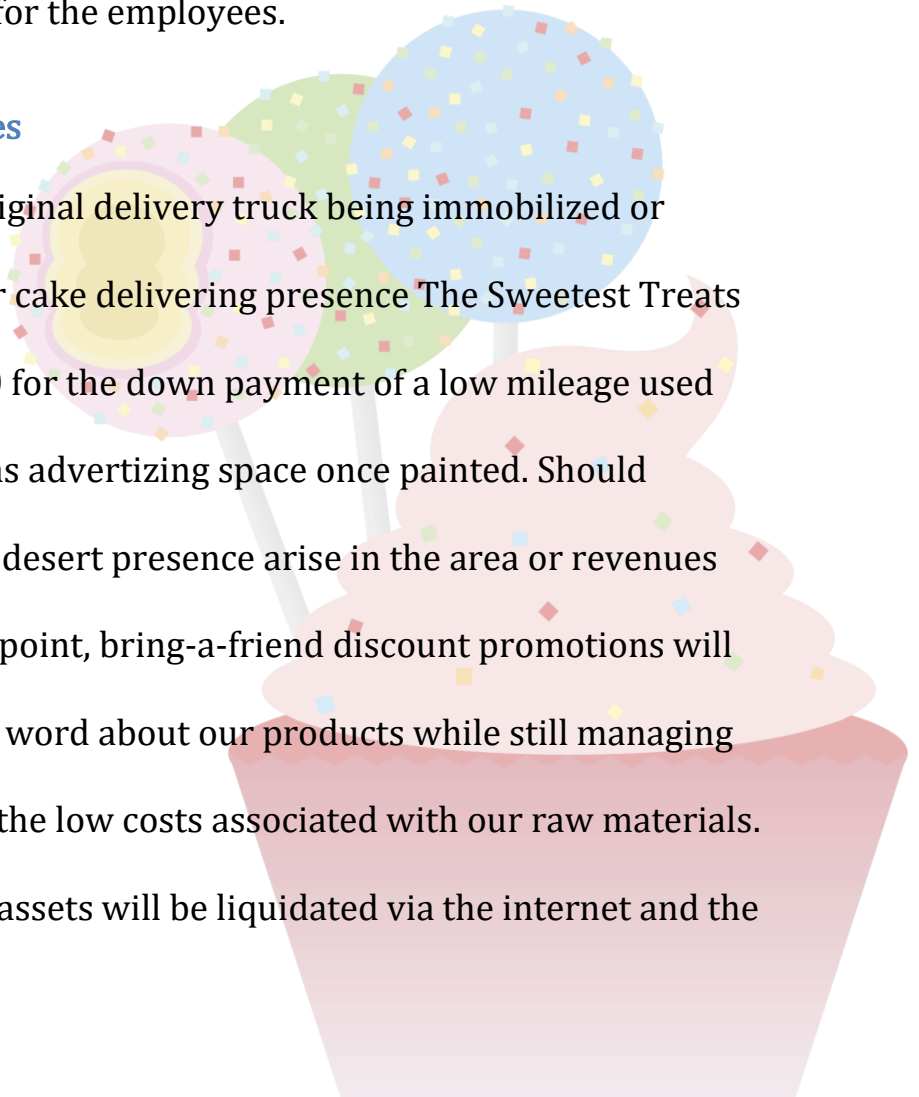 for the employees.
es
iginal delivery truck being immobilized or
r cake delivering presence The Sweetest Treats
) for the down payment of a low mileage used
as advertizing space once painted. Should
desert presence arise in the area or revenues
point, bring-a-friend discount promotions will
word about our products while still managing
the low costs associated with our raw materials.
assets will be liquidated via the internet and the